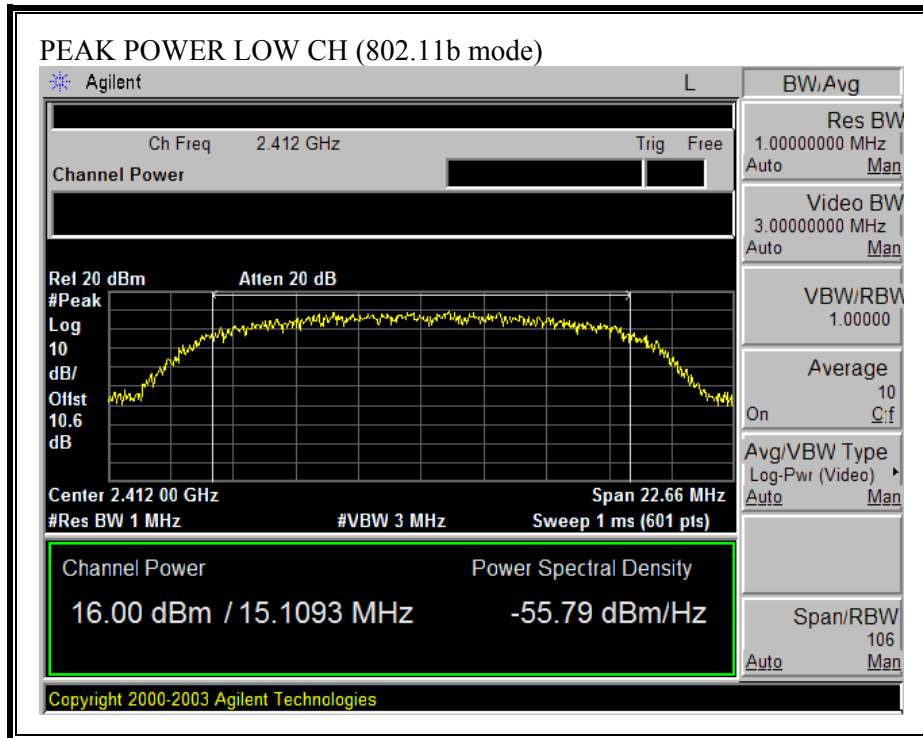 PEAK POWER LOW CH (802.11b mode)
Agilent L
Ch Freq 2.412 GHz Trig Free
Channel Power
Ref 20 dBm Atten 20 dB
#Peak
Log
10
dB/
Offst
10.6
dB
Center 2.412 00 GHz Span 22.66 MHz
#Res BW 1 MHz #VBW 3 MHz Sweep 1 ms (601 pts)
Channel Power Power Spectral Density
16.00 dBm / 15.1093 MHz -55.79 dBm/Hz
Copyright 2000-2003 Agilent Technologies
BW/Avg
Res BW
1.00000000 MHz
Auto Man
Video BW
3.00000000 MHz
Auto Man
VBW/RBW
1.00000
Average
10
On Off
Avg/VBW Type
Log-Pwr (Video)
Auto Man
Span/RBW
106
Auto Man